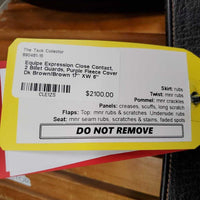 The Tack Collector
Equipe Expression Close Contact,
2 Billet Guards, Purple Fleece Cover
Dk Brown/Brown 17" XW 6"
$2100.00
Skirt: rubs
Twist: mnr rubs
Pommel: mnr crackles
Panels: creases, scuffs, long scratch
Flaps: Top: mnr rubs & scratches Underside: rubs
Seat: mnr seam rubs, scratches & stains, faded spots
DO NOT REMOVE